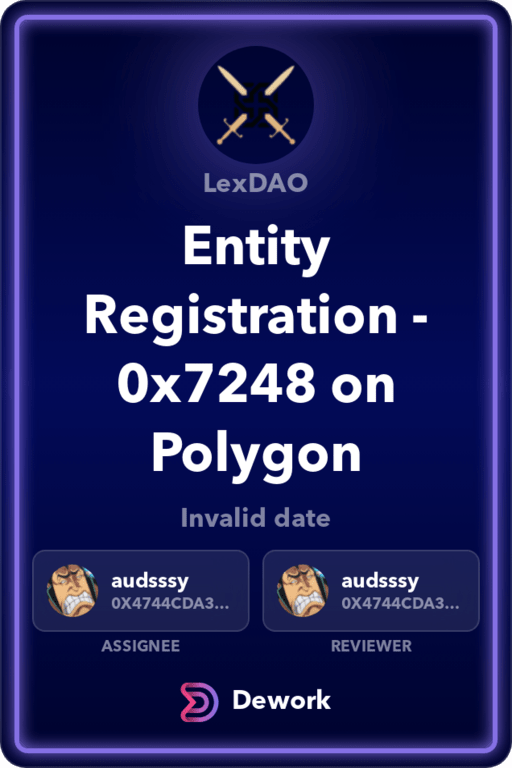 LexDAO
Entity
Registration -
0x7248 on
Polygon
Invalid date
audsssy
0X4744CDA3...
audsssy
0X4744CDA3...
ASSIGNEE
REVIEWER
Dework